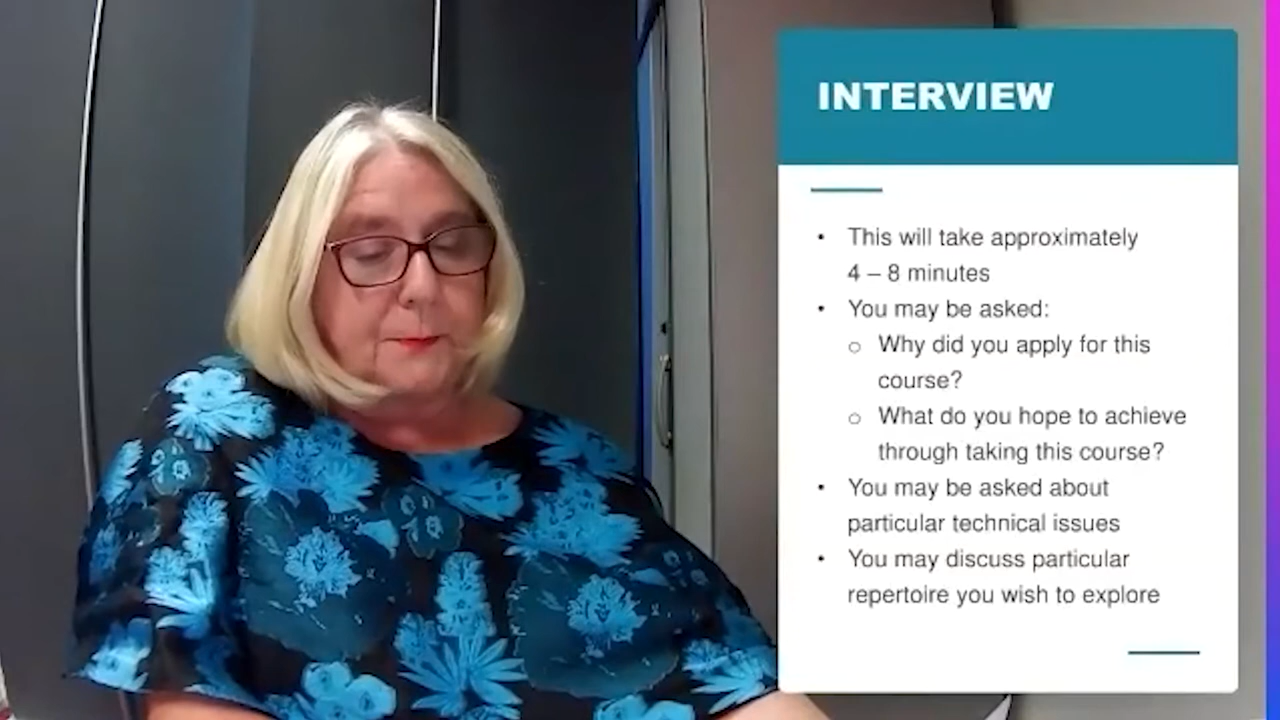 INTERVIEW
• This will take approximately
4 – 8 minutes
• You may be asked:
o Why did you apply for this
course?
o What do you hope to achieve
through taking this course?
• You may be asked about
particular technical issues
• You may discuss particular
repertoire you wish to explore